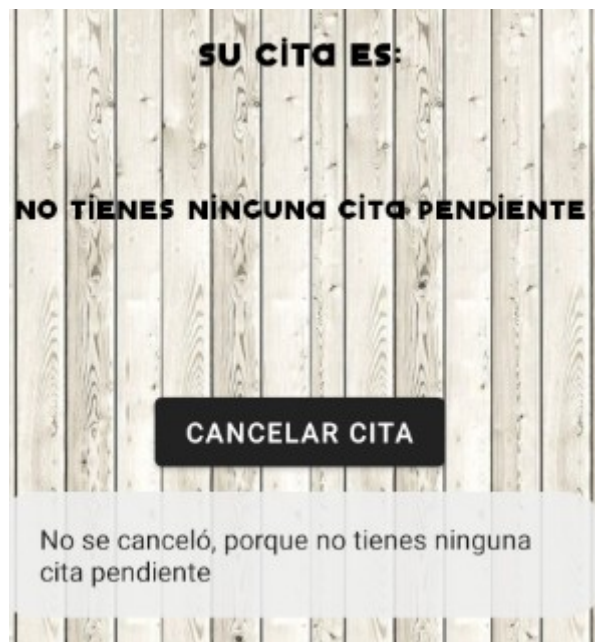 SU CITA ES:
NO TIENES NINGUNA CITA PENDIENTE
CANCELAR CITA
No se canceló, porque no tienes ninguna
cita pendiente